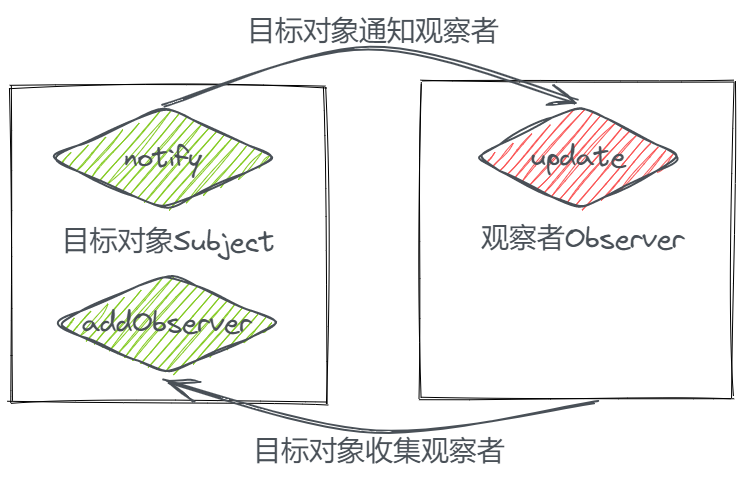 目标对象通知观察者
notify
update
目标对象Subject
观察者Observer
addObserver
目标对象收集观察者